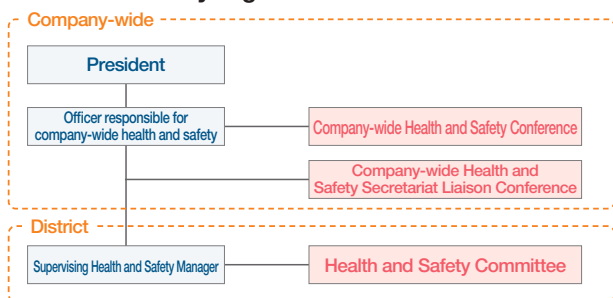 Company-wide
President
Officer responsible for
company-wide health and safety
Company-wide Health and Safety Conference
Company-wide Health and
Safety Secretariat Liaison Conference
District
Supervising Health and Safety Manager
Health and Safety Committee